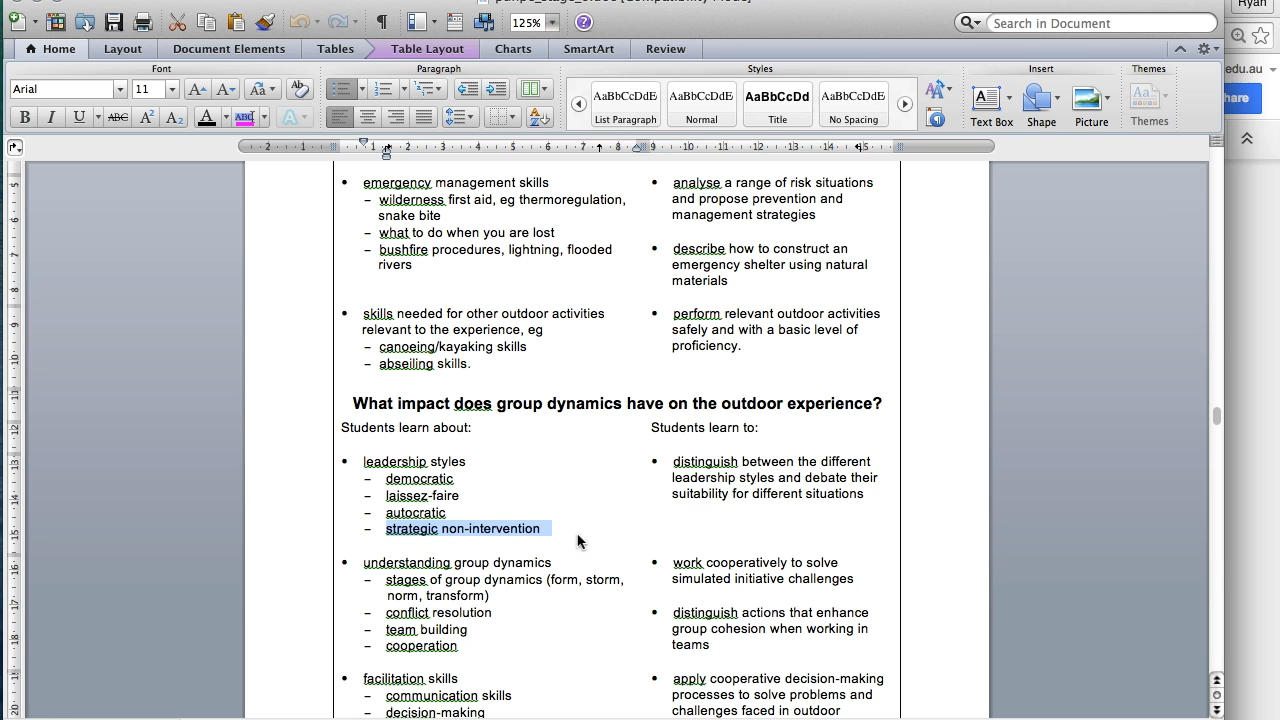 Ryan
125%
Search in Document
edu.au
hare
Home
Layout
Document Elements
Tables
Table Layout
Charts
SmartArt
Review
Font
Paragraph
Styles
Insert
Themes
Arial
11
AaBbCcDdE
AaBbCcDdE
AaBbCcDd
AaBbCcDdE
List Paragraph
Normal
Title
No Spacing
Text Box
Shape
Picture
Themes
• emergency management skills
– wilderness first aid, eg thermoregulation,
snake bite
– what to do when you are lost
– bushfire procedures, lightning, flooded
rivers
• analyse a range of risk situations
and propose prevention and
management strategies
• describe how to construct an
emergency shelter using natural
materials
• skills needed for other outdoor activities
relevant to the experience, eg
– canoeing/kayaking skills
– abseiling skills.
• perform relevant outdoor activities
safely and with a basic level of
proficiency.
What impact does group dynamics have on the outdoor experience?
Students learn about:
Students learn to:
• leadership styles
– democratic
– laissez-faire
– autocratic
– strategic non-intervention
• distinguish between the different
leadership styles and debate their
suitability for different situations
• understanding group dynamics
– stages of group dynamics (form, storm,
norm, transform)
– conflict resolution
– team building
– cooperation
• work cooperatively to solve
simulated initiative challenges
• distinguish actions that enhance
group cohesion when working in
teams
• facilitation skills
– communication skills
– decision-making
• apply cooperative decision-making
processes to solve problems and
challenges faced in outdoor